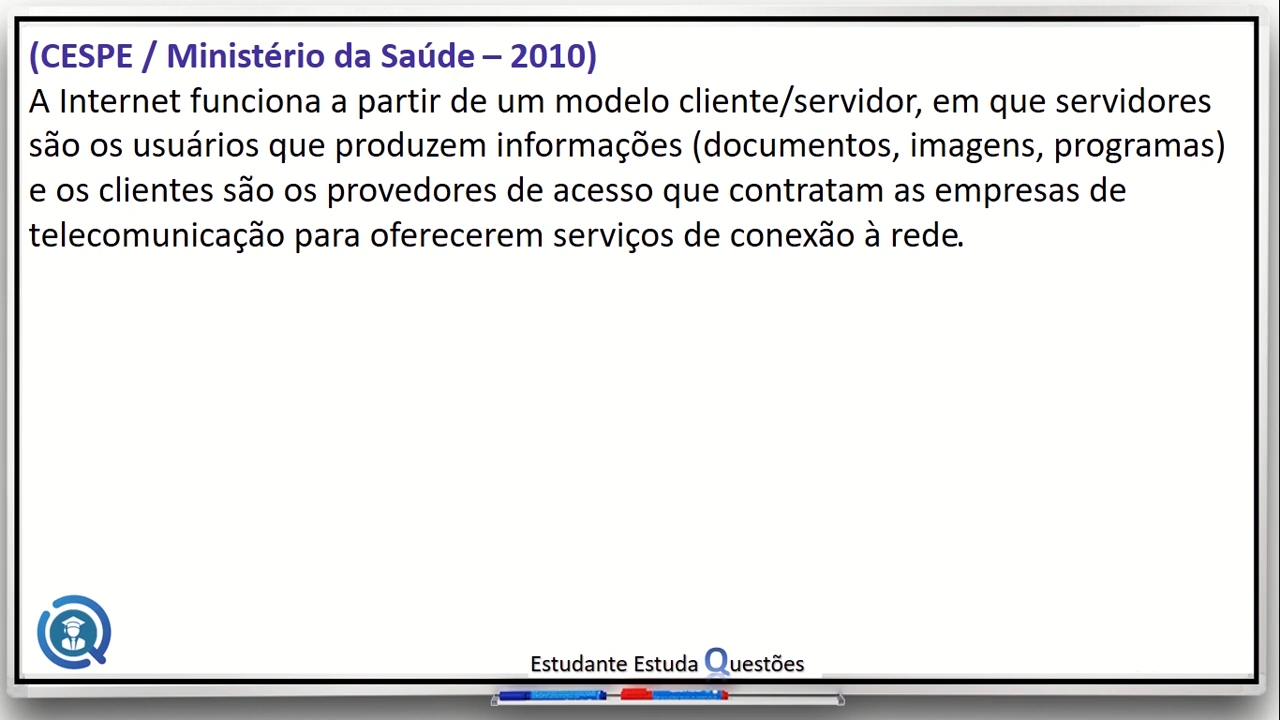 (CESPE / Ministério da Saúde – 2010)
A Internet funciona a partir de um modelo cliente/servidor, em que servidores
são os usuários que produzem informações (documentos, imagens, programas)
e os clientes são os provedores de acesso que contratam as empresas de
telecomunicação para oferecerem serviços de conexão à rede.
Estudante Estuda Questões